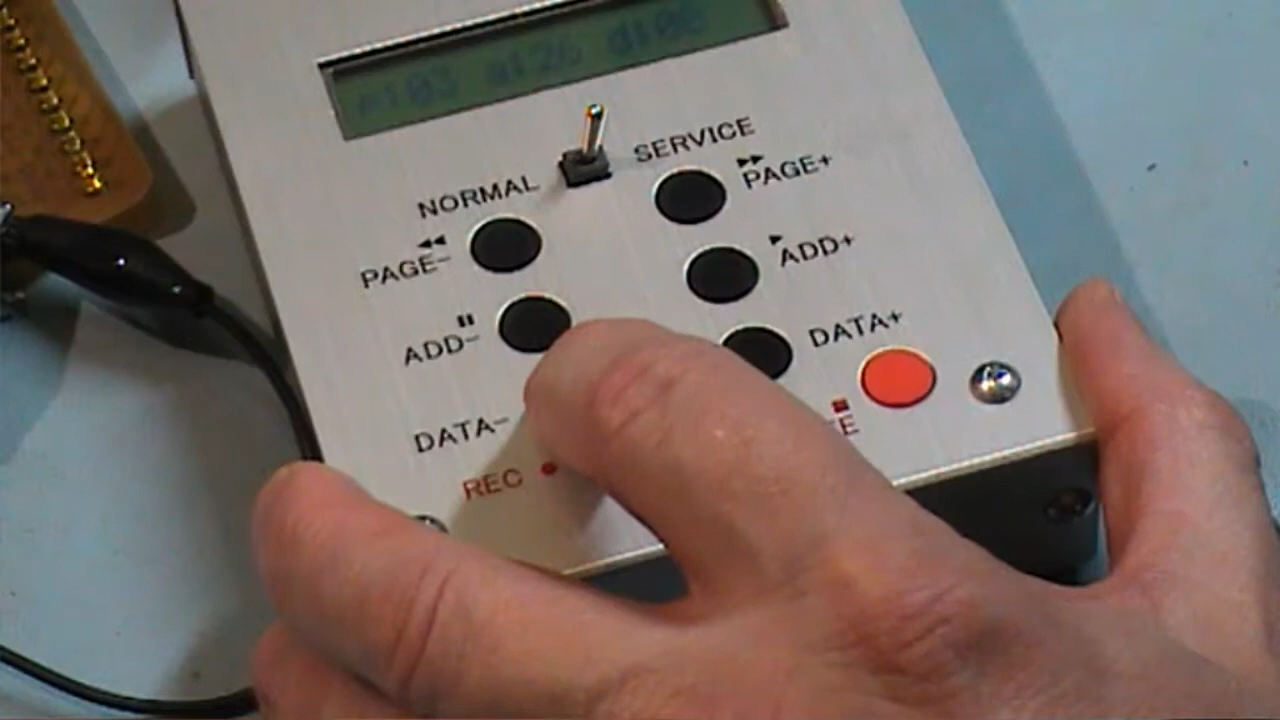 NORMAL
SERVICE
PAGE-
PAGE+
ADD-
ADD+
DATA-
DATA+
REC